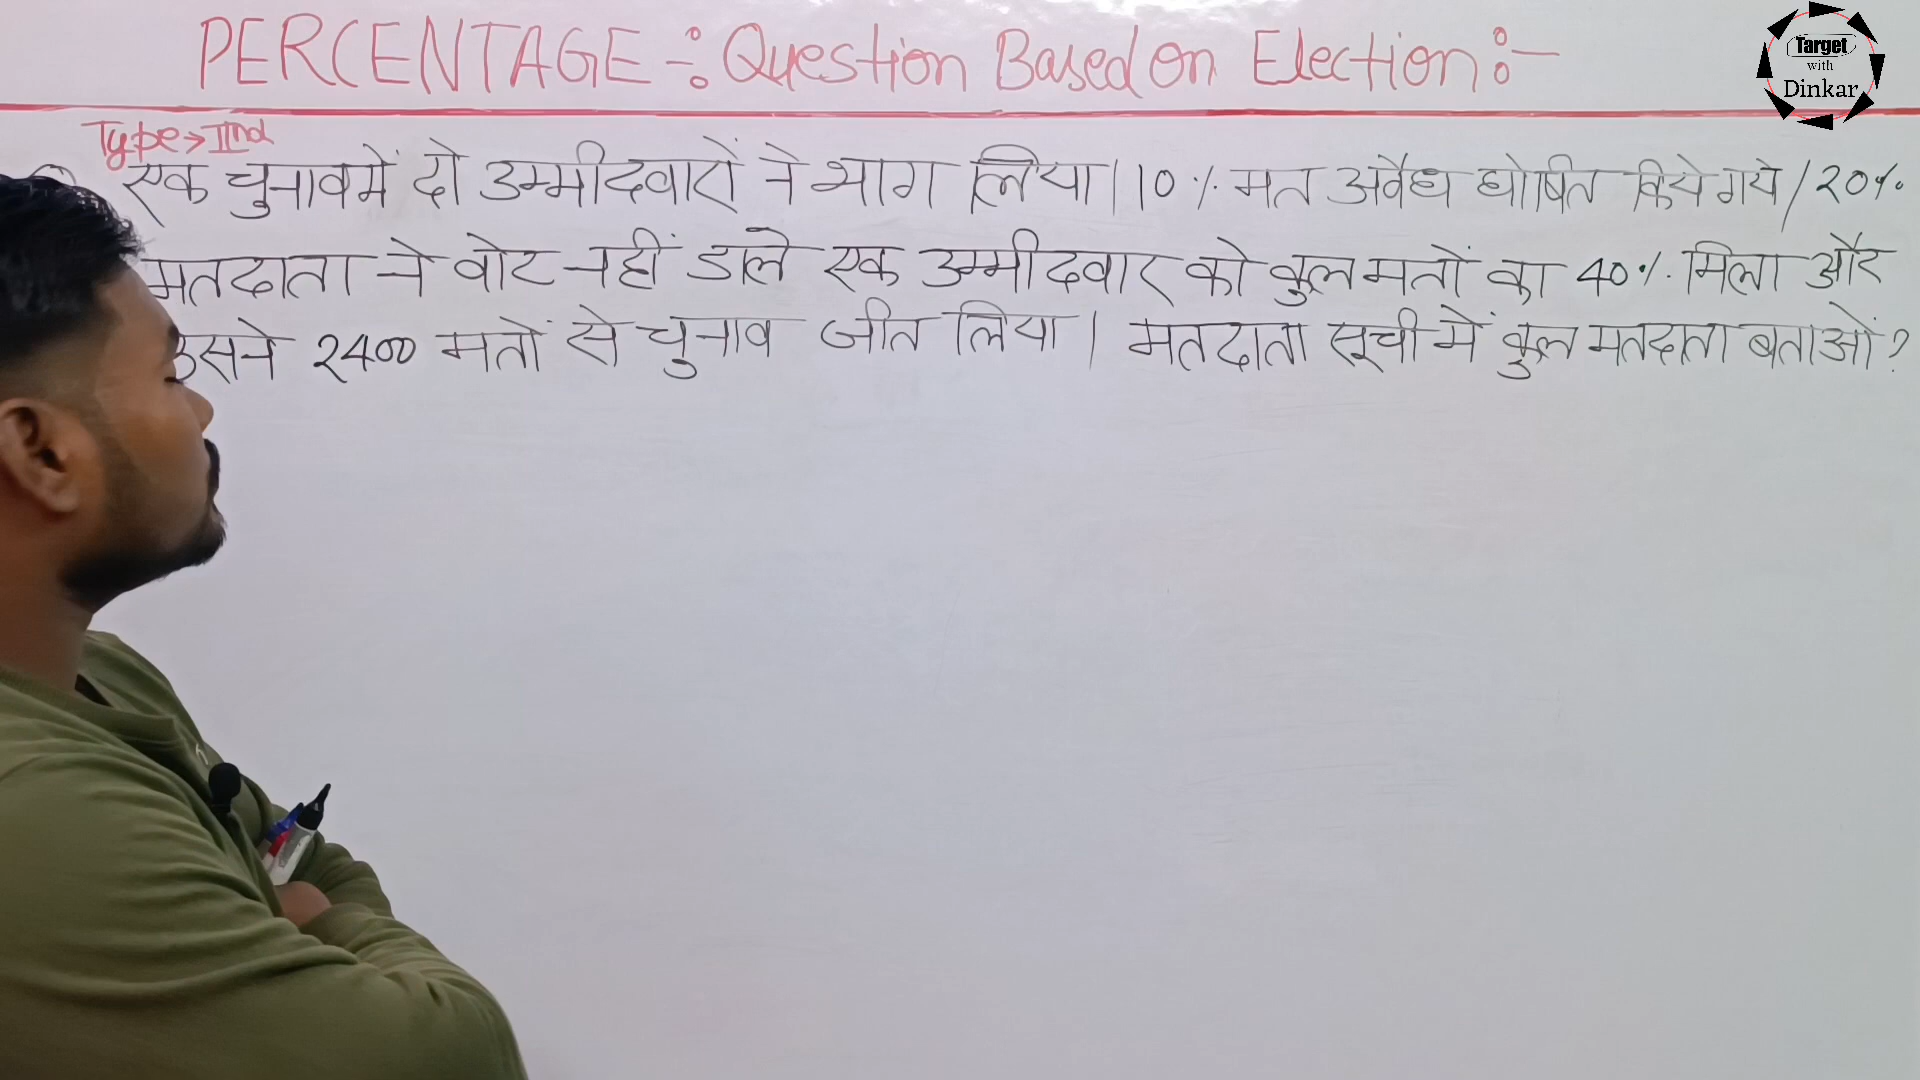 PERCENTAGE -: Question Based On Election :-
Target
with
Dinkar
Type → IInd
एक चुनाव में दो उम्मीदवारों ने भाग लिया। 10% मत अवैध घोषित किये गये / 20%
मतदाता ने वोट नहीं डाले एक उम्मीदवार को कुल मतों का 40% मिला और
उसने 2400 मतों से चुनाव जीत लिया। मतदाता सूची में कुल मतदाता बताओं?